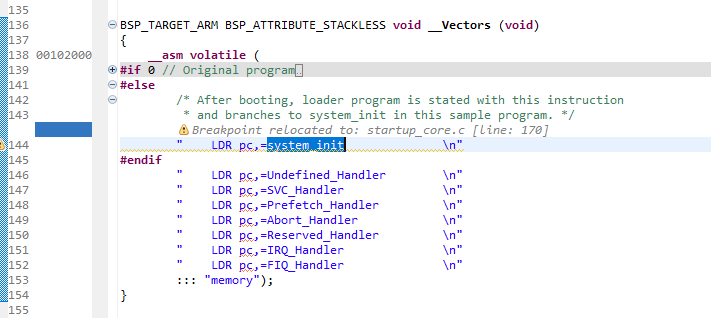 135
136 BSP_TARGET_ARM BSP_ATTRIBUTE_STACKLESS void __Vectors (void)
137 {
138 00102000 __asm volatile (
139 #if 0 // Original program
141 #else
142 /* After booting, loader program is stated with this instruction
143 * and branches to system_init in this sample program. */
Breakpoint relocated to: startup_core.c [line: 170]
144 " LDR pc,=system_init \n"
145 #endif
146 " LDR pc,=Undefined_Handler \n"
147 " LDR pc,=SVC_Handler \n"
148 " LDR pc,=Prefetch_Handler \n"
149 " LDR pc,=Abort_Handler \n"
150 " LDR pc,=Reserved_Handler \n"
151 " LDR pc,=IRQ_Handler \n"
152 " LDR pc,=FIQ_Handler \n"
153 ::: "memory");
154 }
155